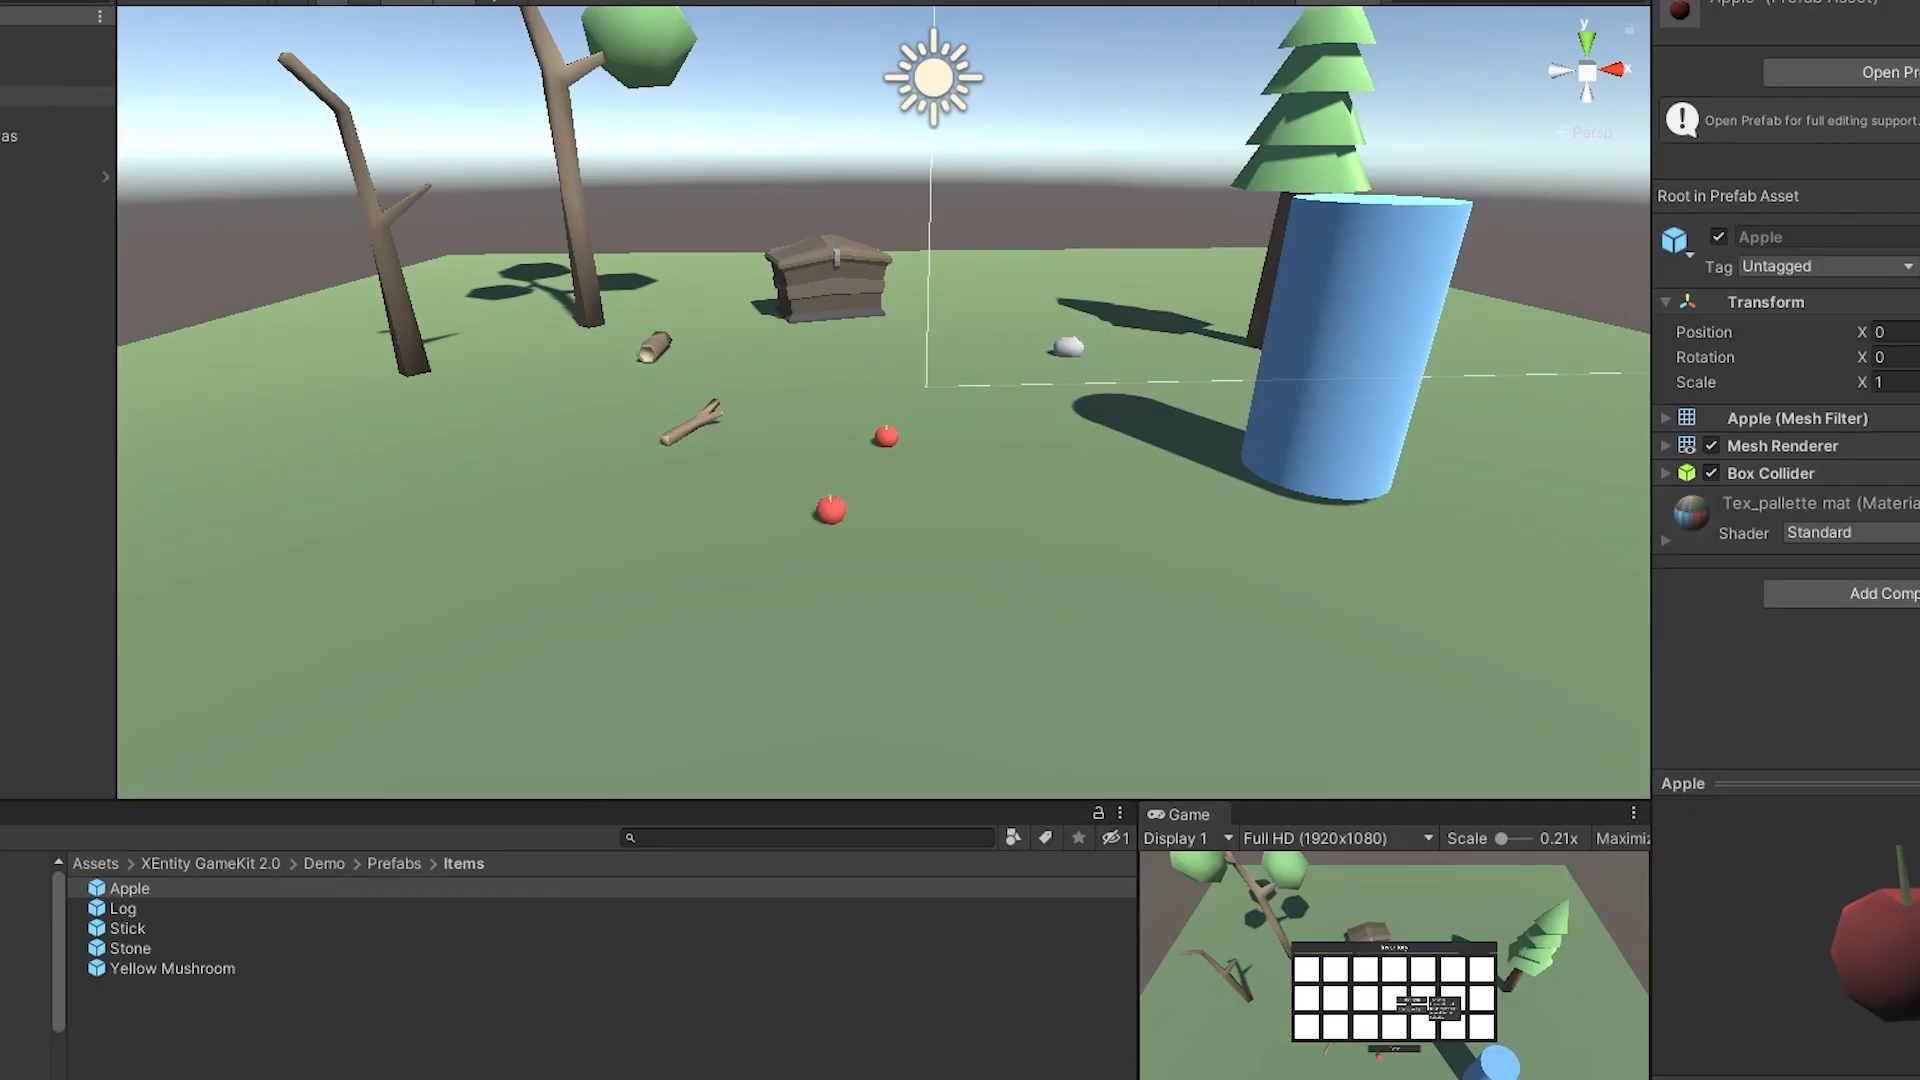 Apple (Prefab Asset)
Open Pr
Open Prefab for full editing support.
as
y
x
Persp
Root in Prefab Asset
Apple
Tag Untagged
Transform
Position X 0
Rotation X 0
Scale X 1
Apple (Mesh Filter)
Mesh Renderer
Box Collider
Tex_pallette mat (Materia
Shader Standard
Add Comp
Apple
1
Game
Display 1 Full HD (1920x1080) Scale 0.21x Maximiz
Assets > XEntity GameKit 2.0 > Demo > Prefabs > Items
Apple
Log
Stick
Stone
Yellow Mushroom
Inventory